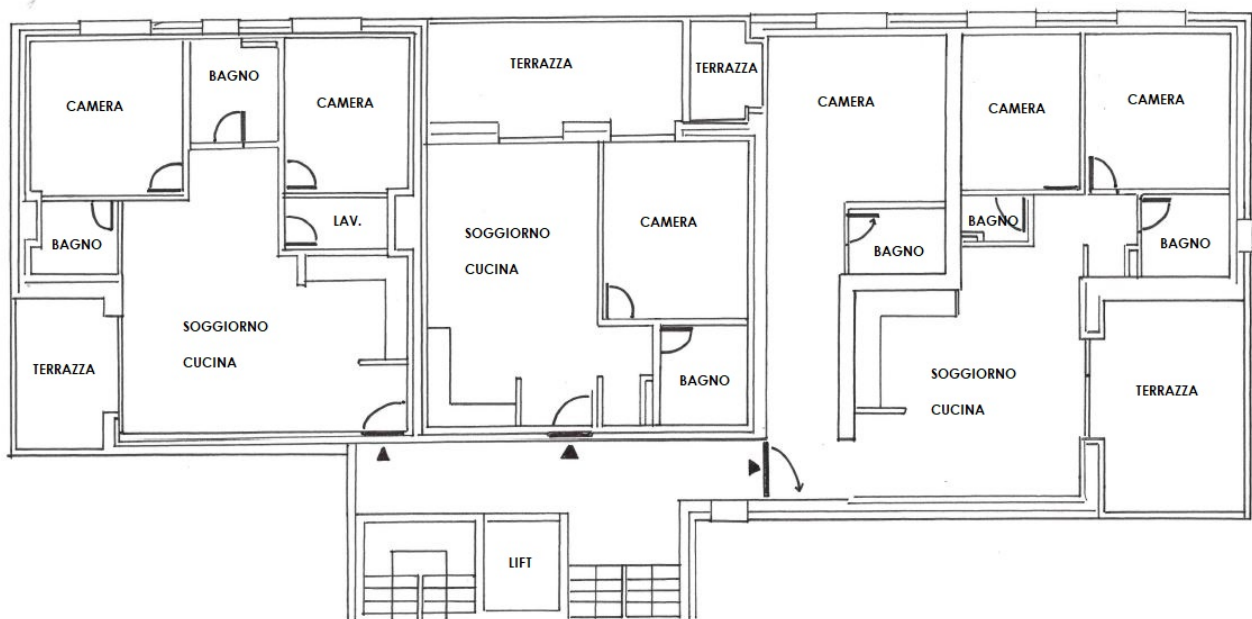 CAMERA
BAGNO
CAMERA
BAGNO
LAV.
SOGGIORNO
CUCINA
TERRAZZA
TERRAZZA
TERRAZZA
SOGGIORNO
CUCINA
CAMERA
BAGNO
CAMERA
CAMERA
CAMERA
BAGNO
BAGNO
BAGNO
SOGGIORNO
CUCINA
TERRAZZA
LIFT